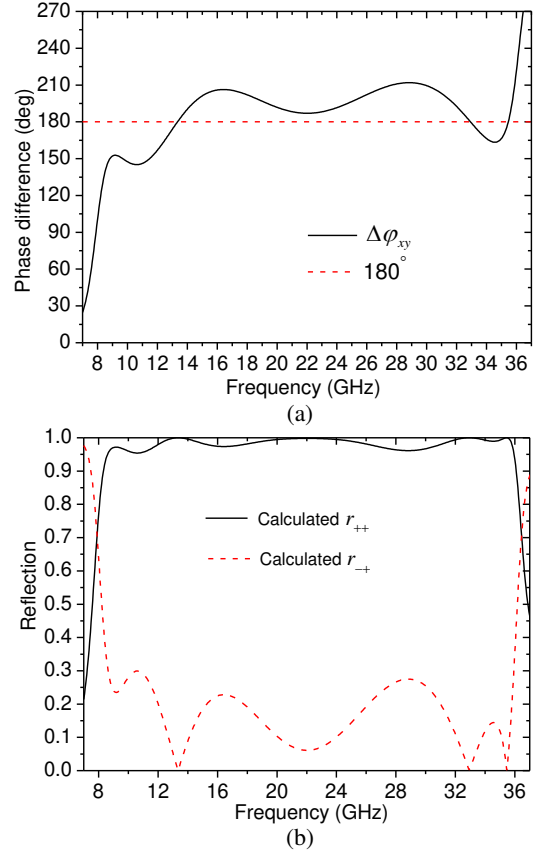 270
240
210
180
150
120
90
60
30
0
Phase difference (deg)
Δφxy
180°
8 10 12 14 16 18 20 22 24 26 28 30 32 34 36
Frequency (GHz)
(a)
1.0
0.9
0.8
0.7
0.6
0.5
0.4
0.3
0.2
0.1
0.0
Reflection
Calculated r++
Calculated r−+
8 12 16 20 24 28 32 36
Frequency (GHz)
(b)